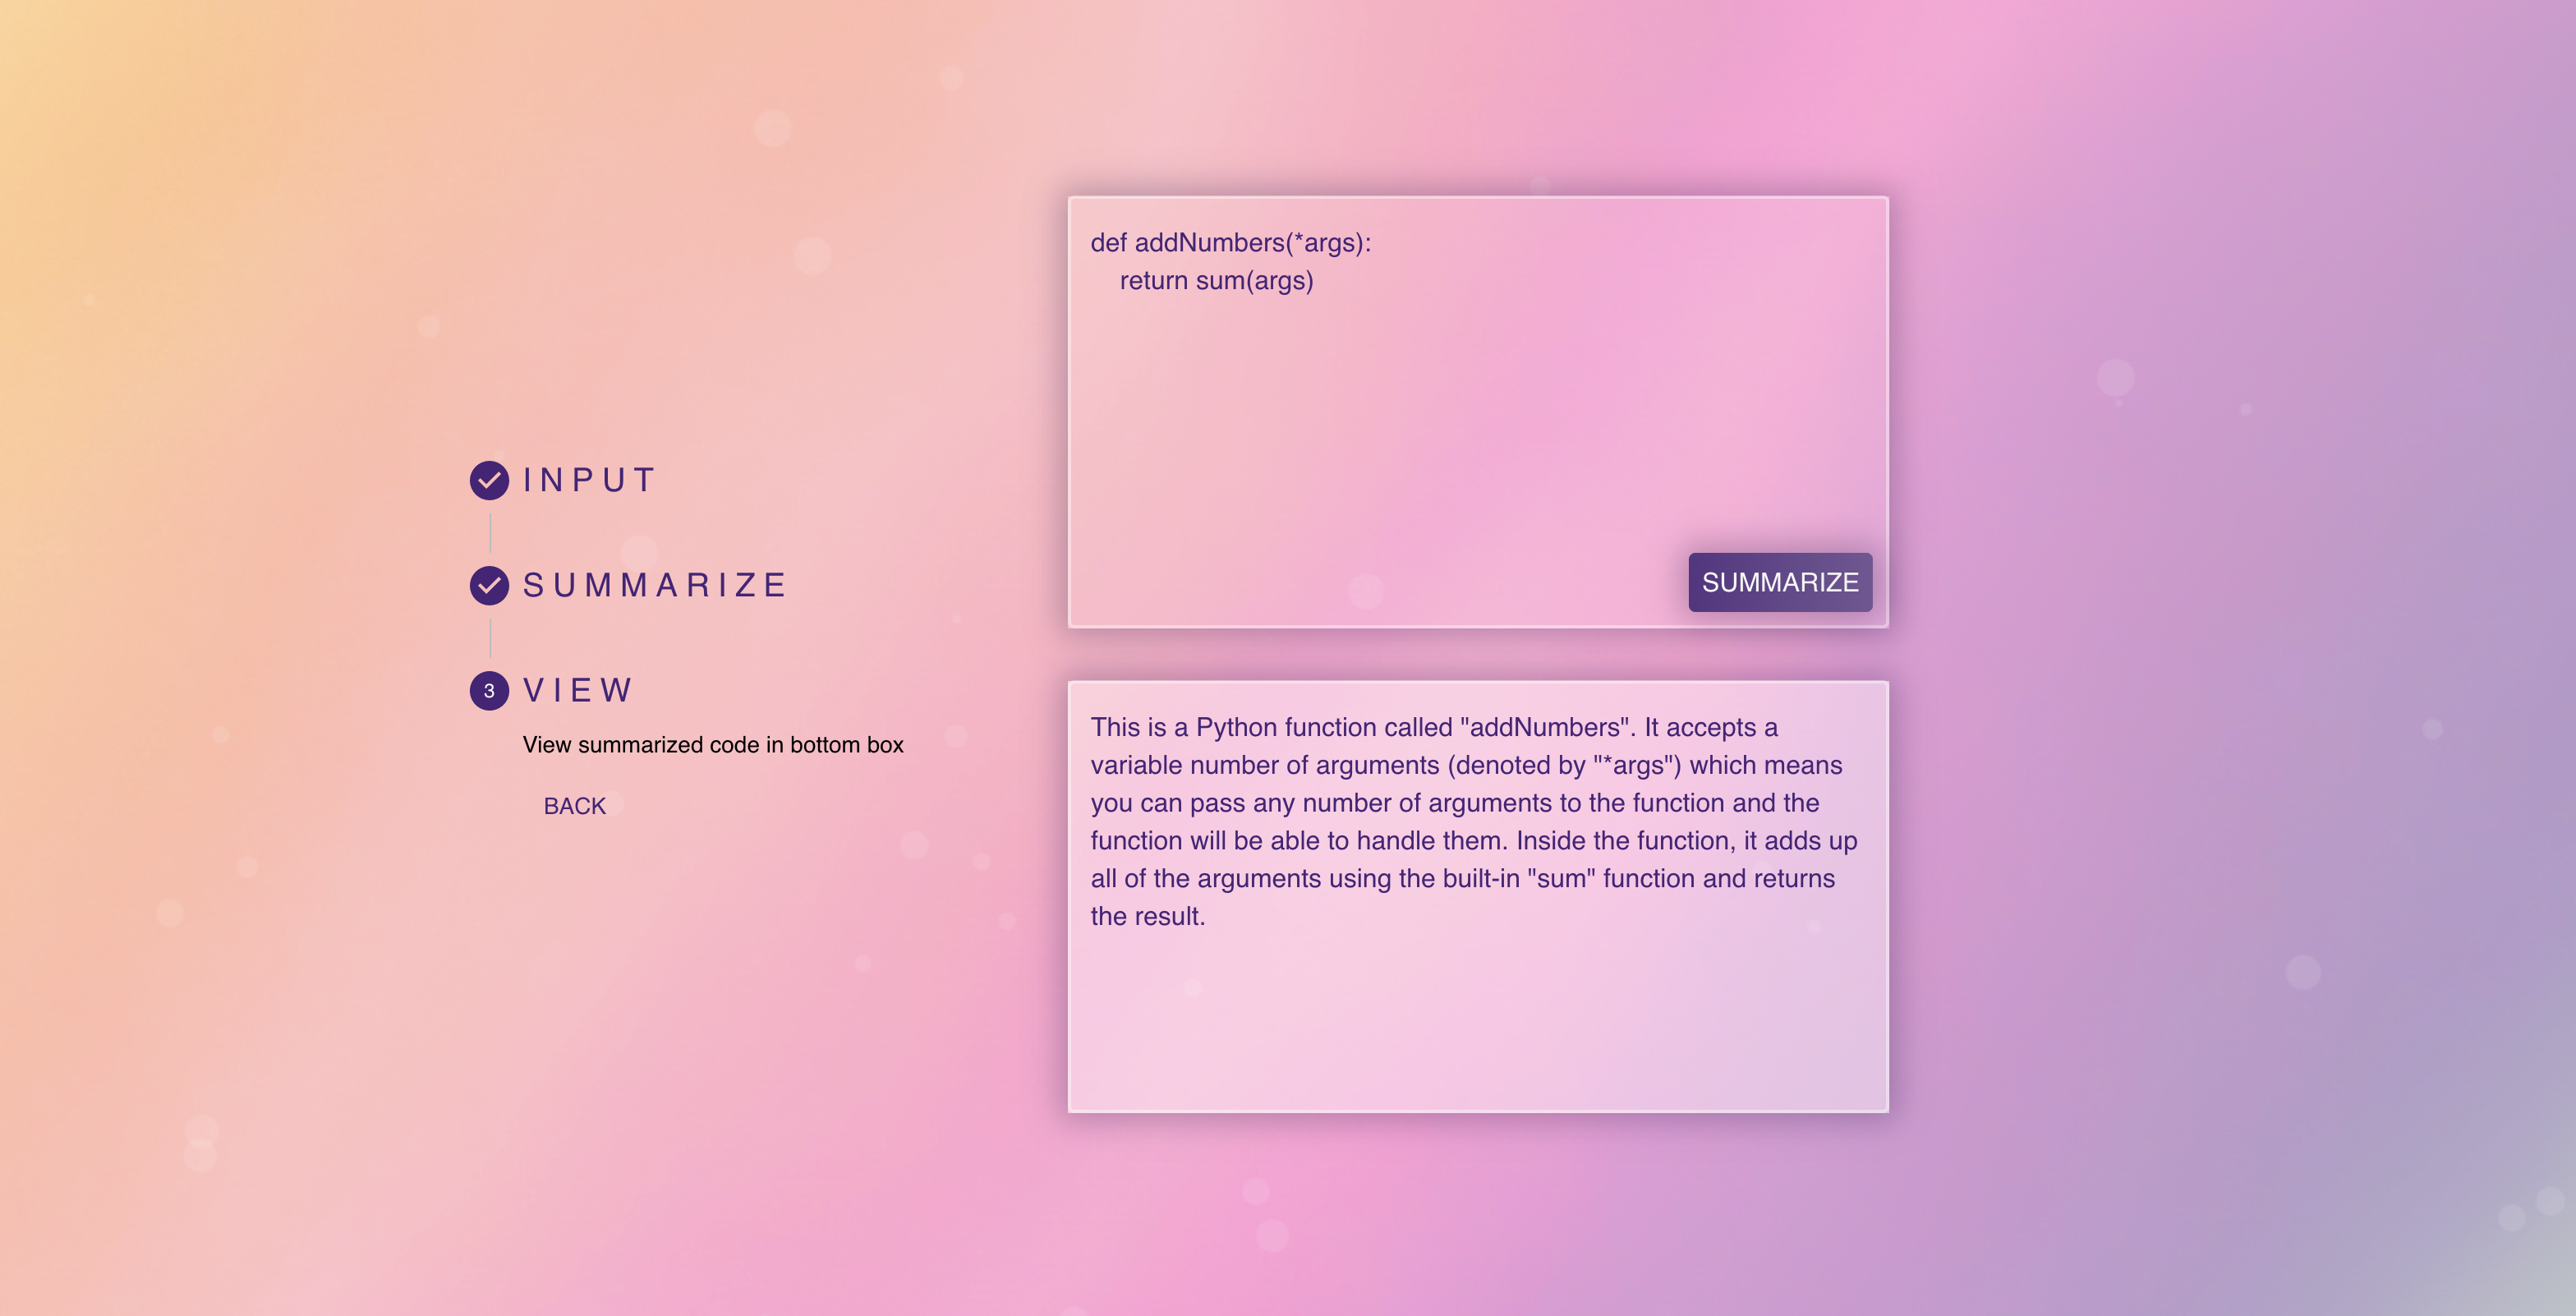 INPUT
SUMMARIZE
3 VIEW
View summarized code in bottom box
BACK
def addNumbers(*args):
    return sum(args)
SUMMARIZE
This is a Python function called "addNumbers". It accepts a
variable number of arguments (denoted by "*args") which means
you can pass any number of arguments to the function and the
function will be able to handle them. Inside the function, it adds up
all of the arguments using the built-in "sum" function and returns
the result.